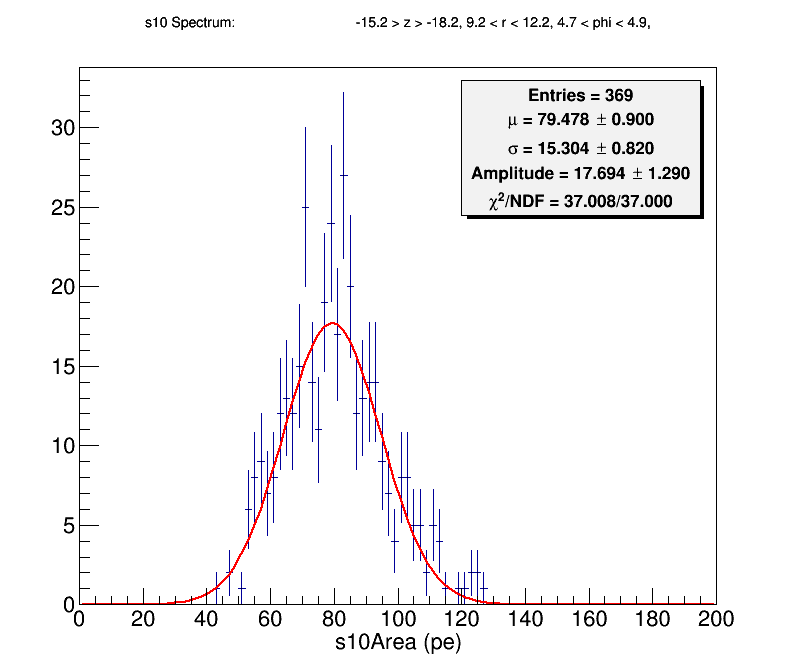 s10 Spectrum: -15.2 > z > -18.2, 9.2 < r < 12.2, 4.7 < phi < 4.9,
Entries = 369
μ = 79.478 ± 0.900
σ = 15.304 ± 0.820
Amplitude = 17.694 ± 1.290
χ²/NDF = 37.008/37.000
30
25
20
15
10
5
0
0 20 40 60 80 100 120 140 160 180 200
s10Area (pe)